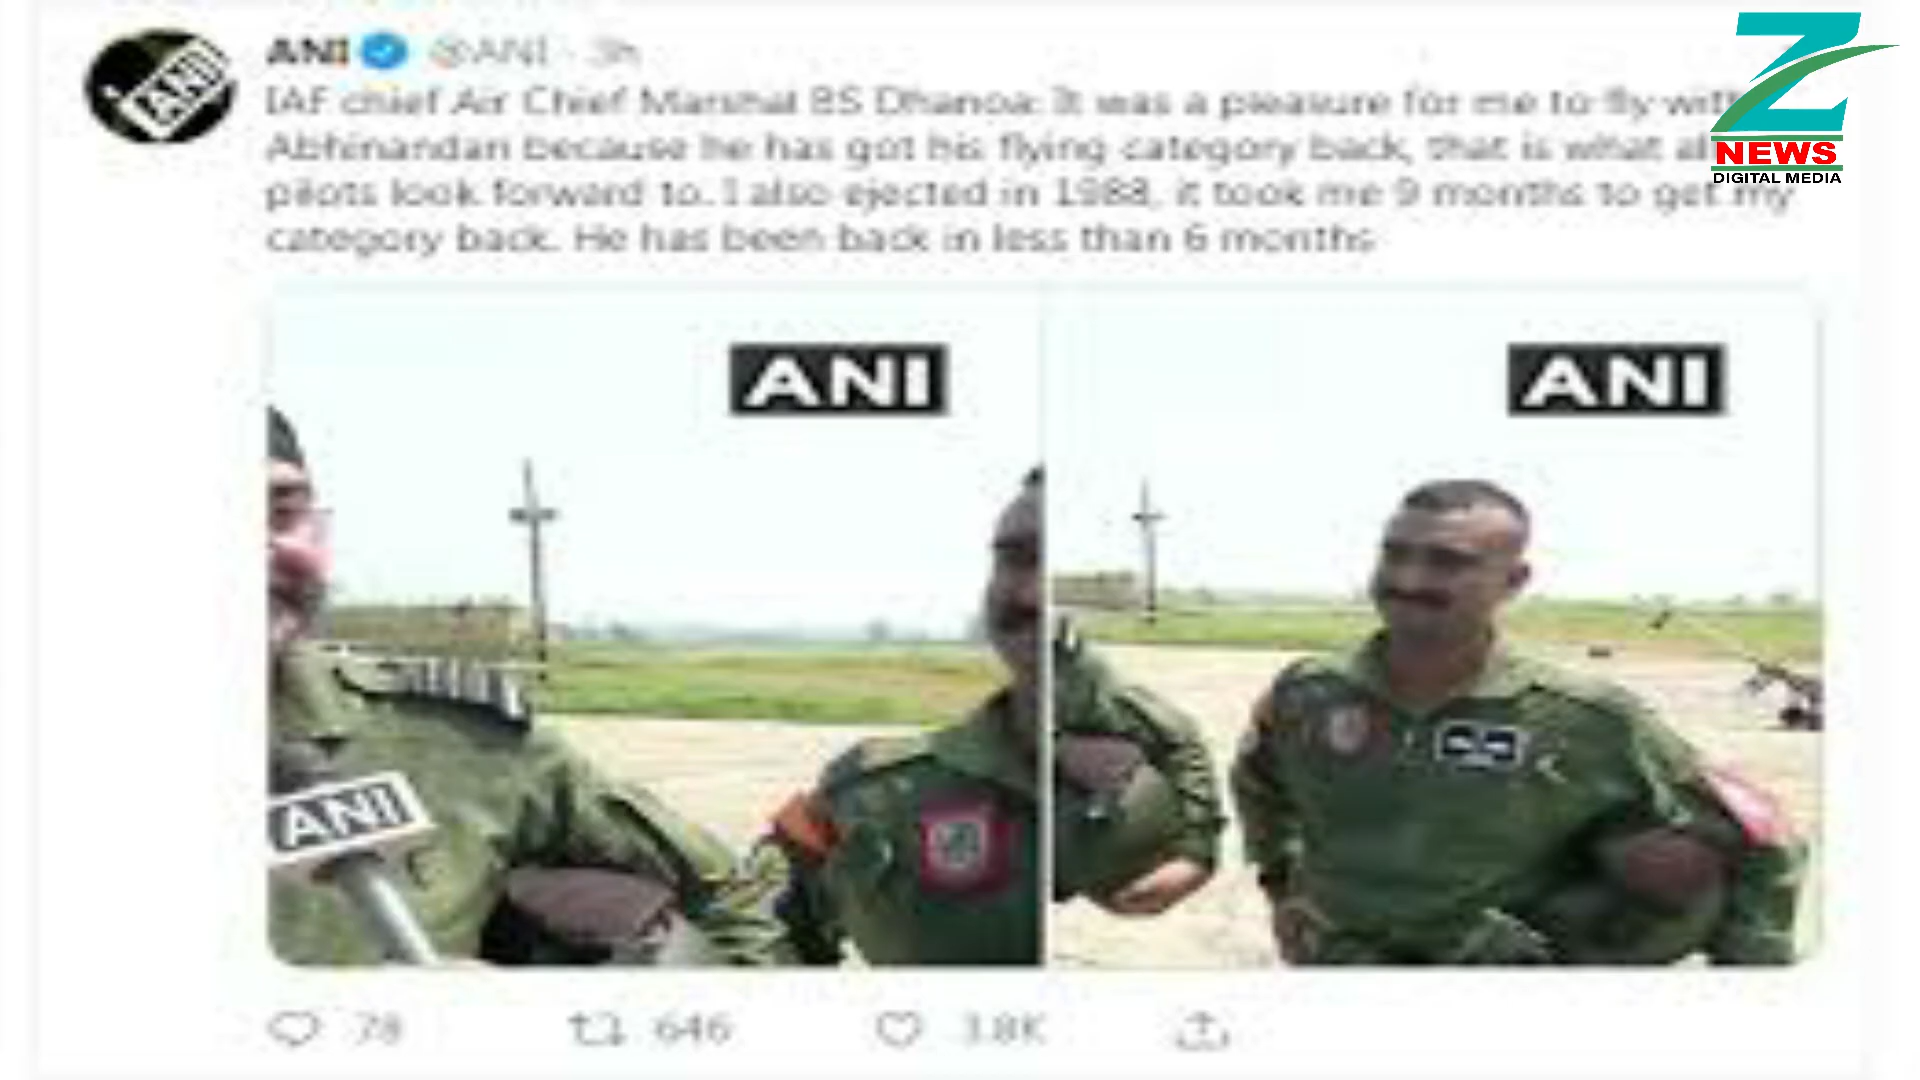 ANI @ANI · 3h
IAF chief Air Chief Marshal BS Dhanoa: It was a pleasure for me to fly with
Abhinandan because he has got his flying category back, that is what all
pilots look forward to. I also ejected in 1988, it took me 9 months to get my
category back. He has been back in less than 6 months
ANI
Z
NEWS
DIGITAL MEDIA
ANI
ANI
ANI
78 646 3.8K